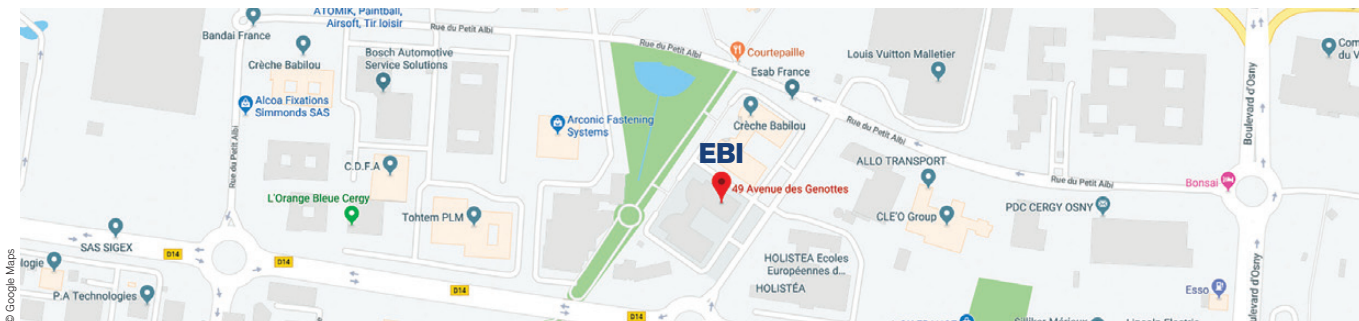 ATOMIK, Paintball,
Airsoft, Tir loisir
Bandai France
Rue du Petit Albi
Rue du Petit Albi
Courtepaille
Bosch Automotive
Service Solutions
Louis Vuitton Malletier
Crèche Babilou
Esab France
Alcoa Fixations
Simmonds SAS
Arconic Fastening
Systems
Crèche Babilou
Rue du Petit Albi
Boulevard d'Osny
Rue du Petit Albi
C.D.F.A
EBI
49 Avenue des Genottes
ALLO TRANSPORT
Rue du Petit Albi
Bonsai
L'Orange Bleue Cergy
Tohtem PLM
CLE'O Group
PDC CERGY OSNY
SAS SIGEX
D14
D14
D14
D14
HOLISTEA Ecoles
Européennes d...
HOLISTÉA
P.A Technologies
Esso
Boulevard d'Osny
© Google Maps